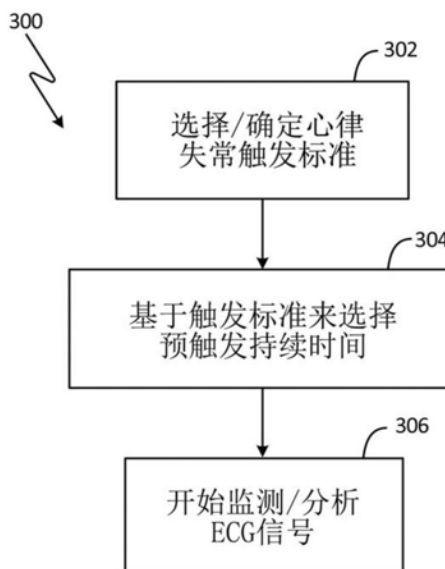 300
302
选择/确定心律
失常触发标准
304
基于触发标准来选择
预触发持续时间
306
开始监测/分析
ECG信号